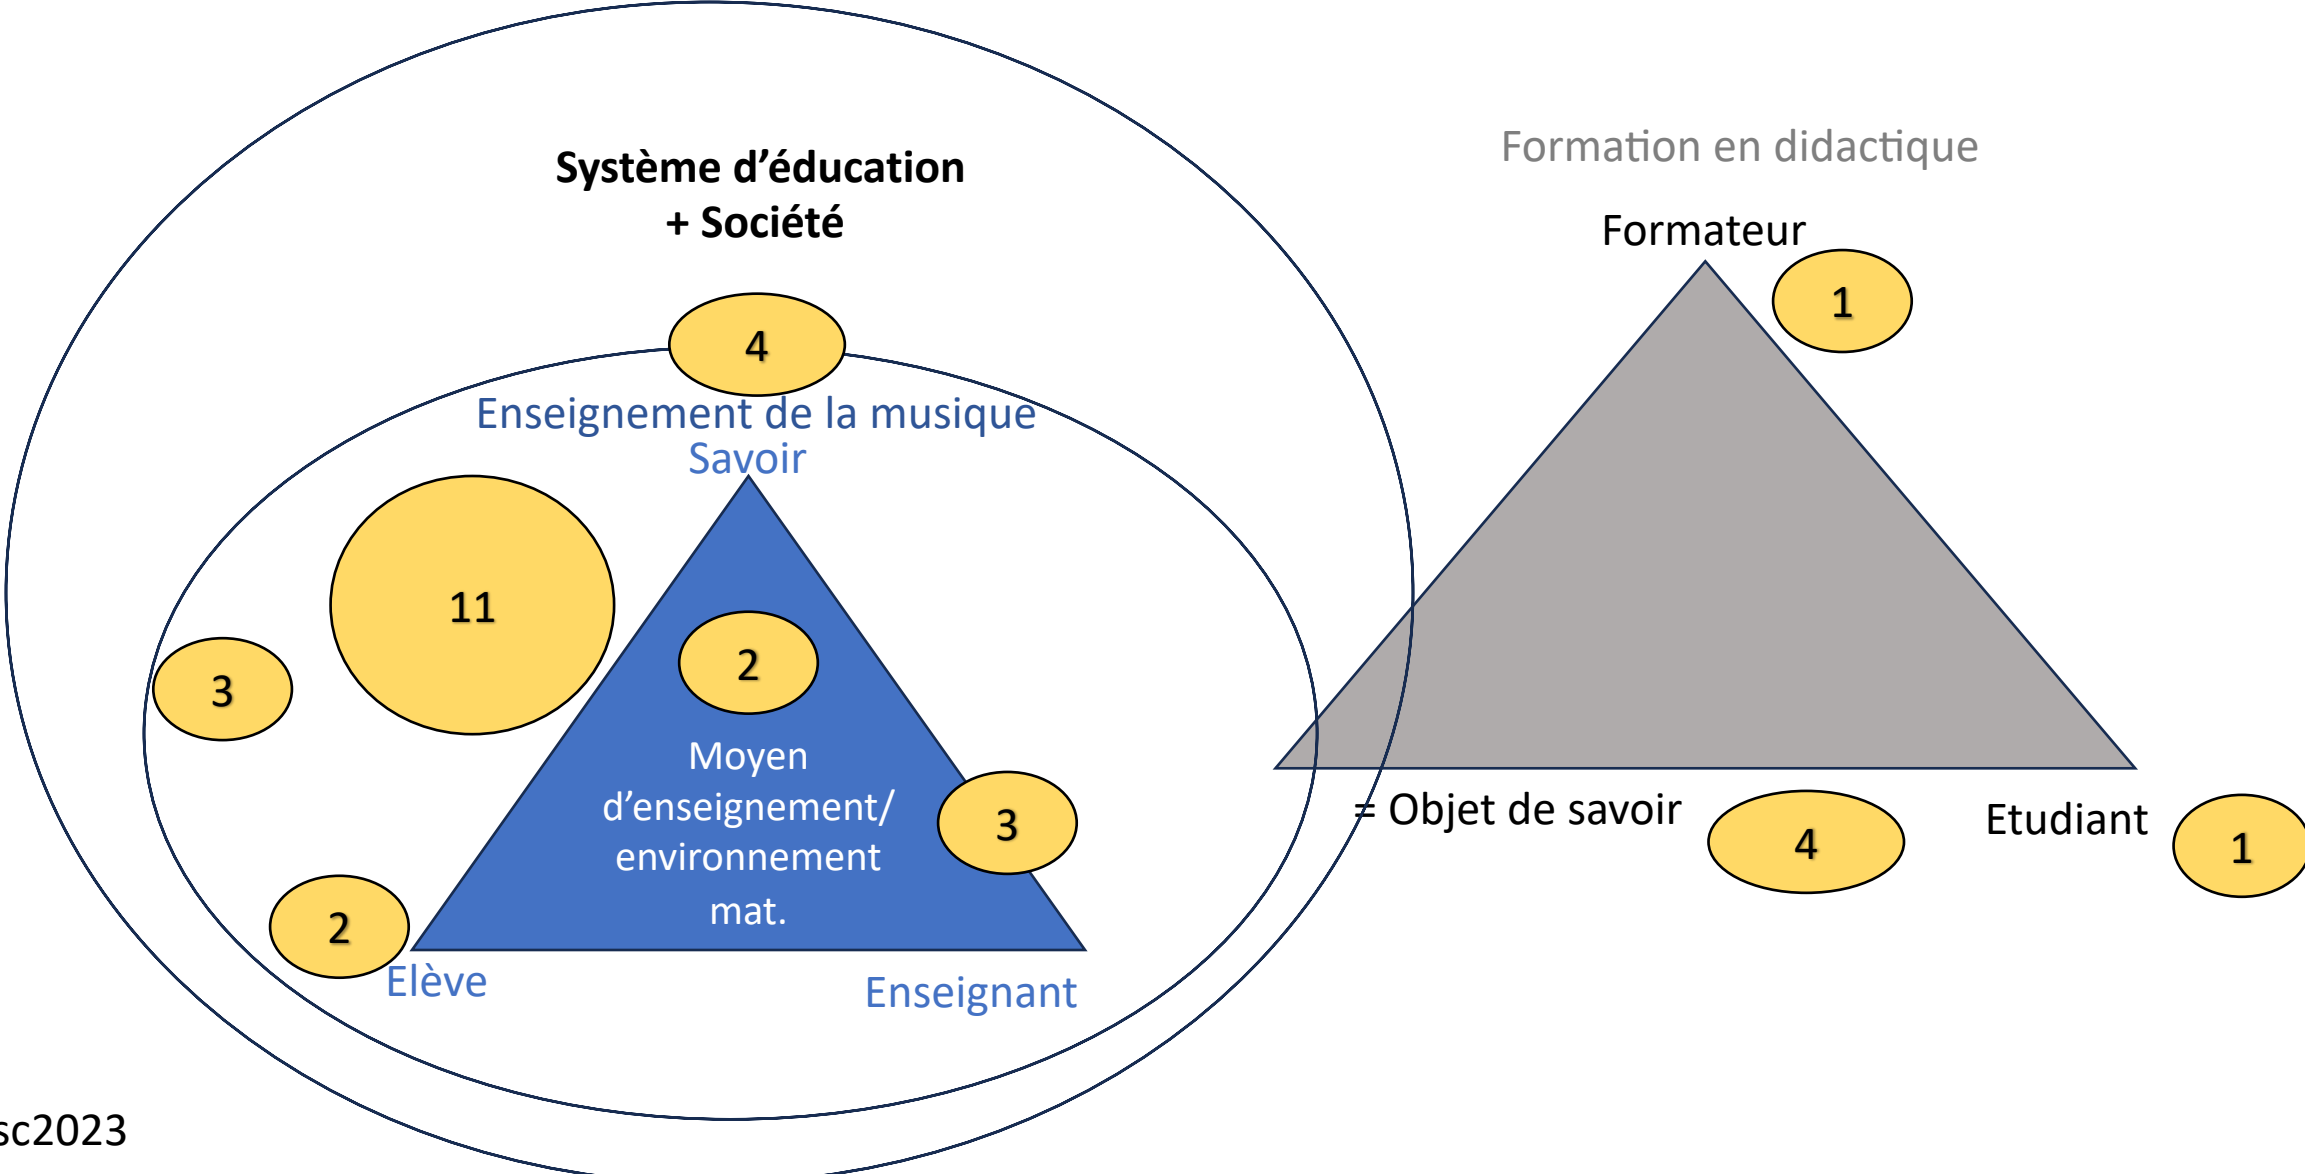 Système d’éducation
+ Société
4
Enseignement de la musique
Savoir
11
3
2
Moyen
d’enseignement/
environnement
mat.
3
2
Elève
Enseignant
Formation en didactique
Formateur
1
= Objet de savoir
4
Etudiant
1
sc2023